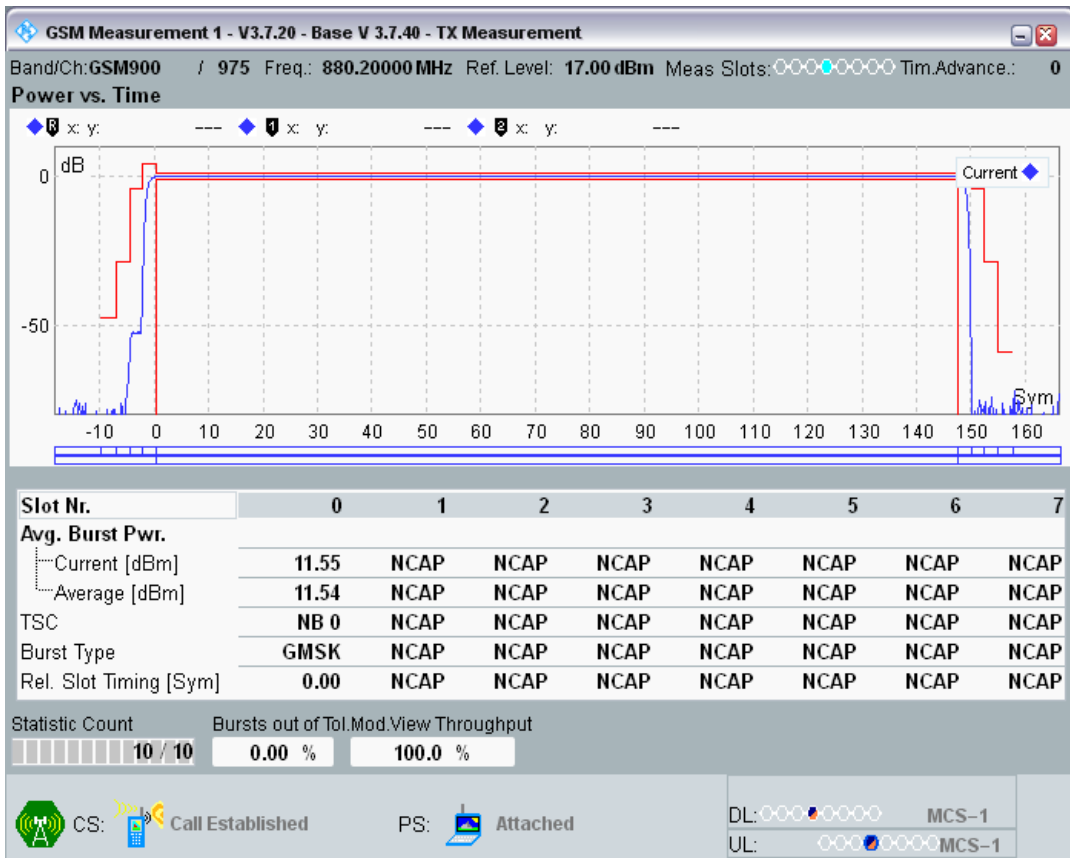 GSM Measurement 1 - V3.7.20 - Base V 3.7.40 - TX Measurement
Band/Ch:GSM900 / 975 Freq.: 880.20000 MHz Ref. Level: 17.00 dBm Meas Slots: Tim.Advance.: 0
Power vs. Time
R x: y: --- 1 x: y: --- 2 x: y: ---
dB
Current
0
-50
Sym
-10 0 10 20 30 40 50 60 70 80 90 100 110 120 130 140 150 160
Slot Nr. 0 1 2 3 4 5 6 7
Avg. Burst Pwr.
Current [dBm] 11.55 NCAP NCAP NCAP NCAP NCAP NCAP NCAP
Average [dBm] 11.54 NCAP NCAP NCAP NCAP NCAP NCAP NCAP
TSC NB 0 NCAP NCAP NCAP NCAP NCAP NCAP NCAP
Burst Type GMSK NCAP NCAP NCAP NCAP NCAP NCAP NCAP
Rel. Slot Timing [Sym] 0.00 NCAP NCAP NCAP NCAP NCAP NCAP NCAP
Statistic Count Bursts out of Tol.Mod.View Throughput
10 / 10 0.00 % 100.0 %
CS: Call Established PS: Attached
DL: MCS-1
UL: MCS-1